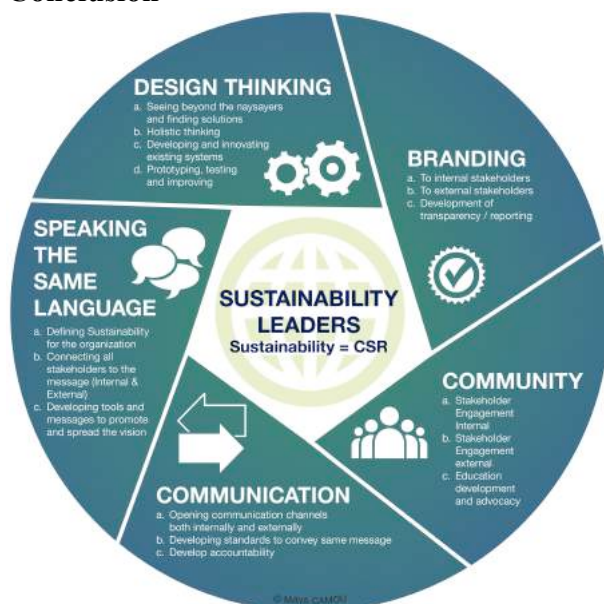 Conclusion
DESIGN THINKING
a. Seeing beyond the naysayers
and finding solutions
b. Holistic thinking
c. Developing and innovating
existing systems
d. Prototyping, testing
and improving
BRANDING
a. To internal stakeholders
b. To external stakeholders
c. Development of
transparency / reporting
SPEAKING
THE
SAME
LANGUAGE
a. Defining Sustainability
for the organization
b. Connecting all
stakeholders to the
message (Internal &
External)
c. Developing tools and
messages to promote
and spread the vision
SUSTAINABILITY
LEADERS
Sustainability = CSR
COMMUNITY
a. Stakeholder
Engagement
Internal
b. Stakeholder
Engagement
external
c. Education
development
and advocacy
COMMUNICATION
a. Opening communication channels
both internally and externally
b. Developing standards to convey same message
c. Develop accountability
© MAYA CAMOU